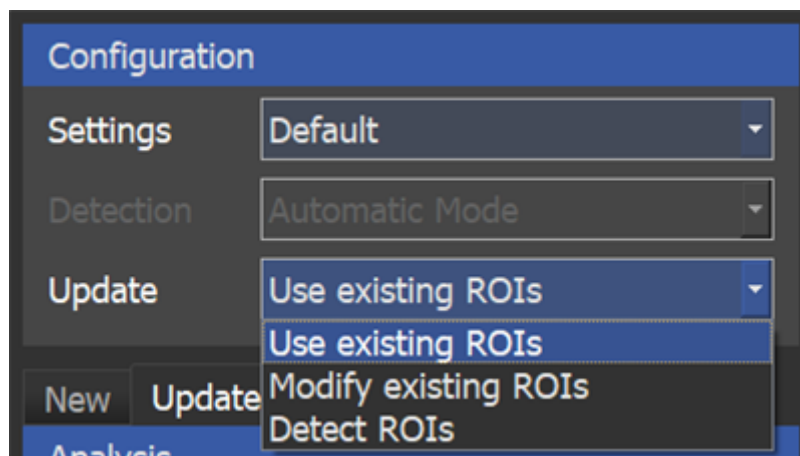 Configuration
Settings Default
Detection Automatic Mode
Update Use existing ROIs
Use existing ROIs
New Update Modify existing ROIs
Detect ROIs
Analysis